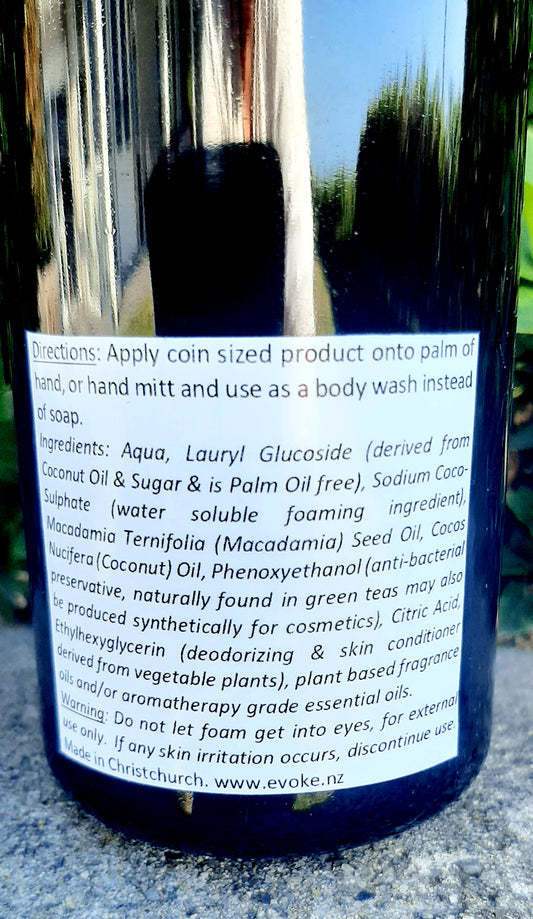 Directions: Apply coin sized product onto palm of
hand, or hand mitt and use as a body wash instead
of soap.
Ingredients: Aqua, Lauryl Glucoside (derived from
Coconut Oil & Sugar & is Palm Oil free), Sodium Coco-
Sulphate (water soluble foaming ingredient),
Macadamia Ternifolia (Macadamia) Seed Oil, Cocos
Nucifera (Coconut) Oil, Phenoxyethanol (anti-bacterial
preservative, naturally found in green teas may also
be produced synthetically for cosmetics), Citric Acid,
Ethylhexyglycerin (deodorizing & skin conditioner
derived from vegetable plants), plant based fragrance
oils and/or aromatherapy grade essential oils.
Warning: Do not let foam get into eyes, for external
use only. If any skin irritation occurs, discontinue use.
Made in Christchurch. www.evoke.nz